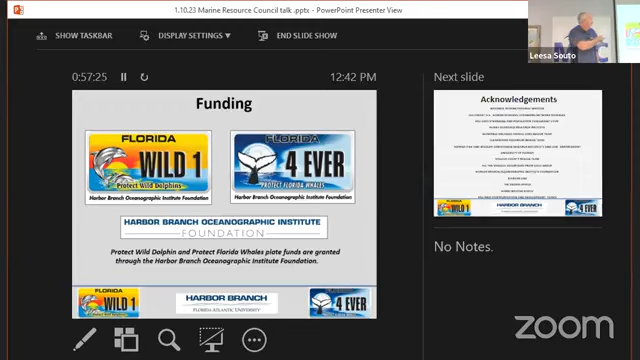 1.10.23 Marine Resource Council talk .pptx - PowerPoint Presenter View
SHOW TASKBAR
DISPLAY SETTINGS ▼
END SLIDE SHOW
Leesa Souto
0:57:25
12:42 PM
Next slide
Funding
FLORIDA
WILD 1
Protect Wild Dolphins
Harbor Branch Oceanographic Institute Foundation
FLORIDA
4 EVER
PROTECT FLORIDA WHALES
Harbor Branch Oceanographic Institute Foundation
HARBOR BRANCH OCEANOGRAPHIC INSTITUTE
FOUNDATION
Protect Wild Dolphin and Protect Florida Whales plate funds are granted
through the Harbor Branch Oceanographic Institute Foundation.
FLORIDA
WILD 1
HARBOR BRANCH
FLORIDA ATLANTIC UNIVERSITY
4 EVER
Acknowledgements
WILD 1
HARBOR BRANCH
4 EVER
No Notes.
zoom